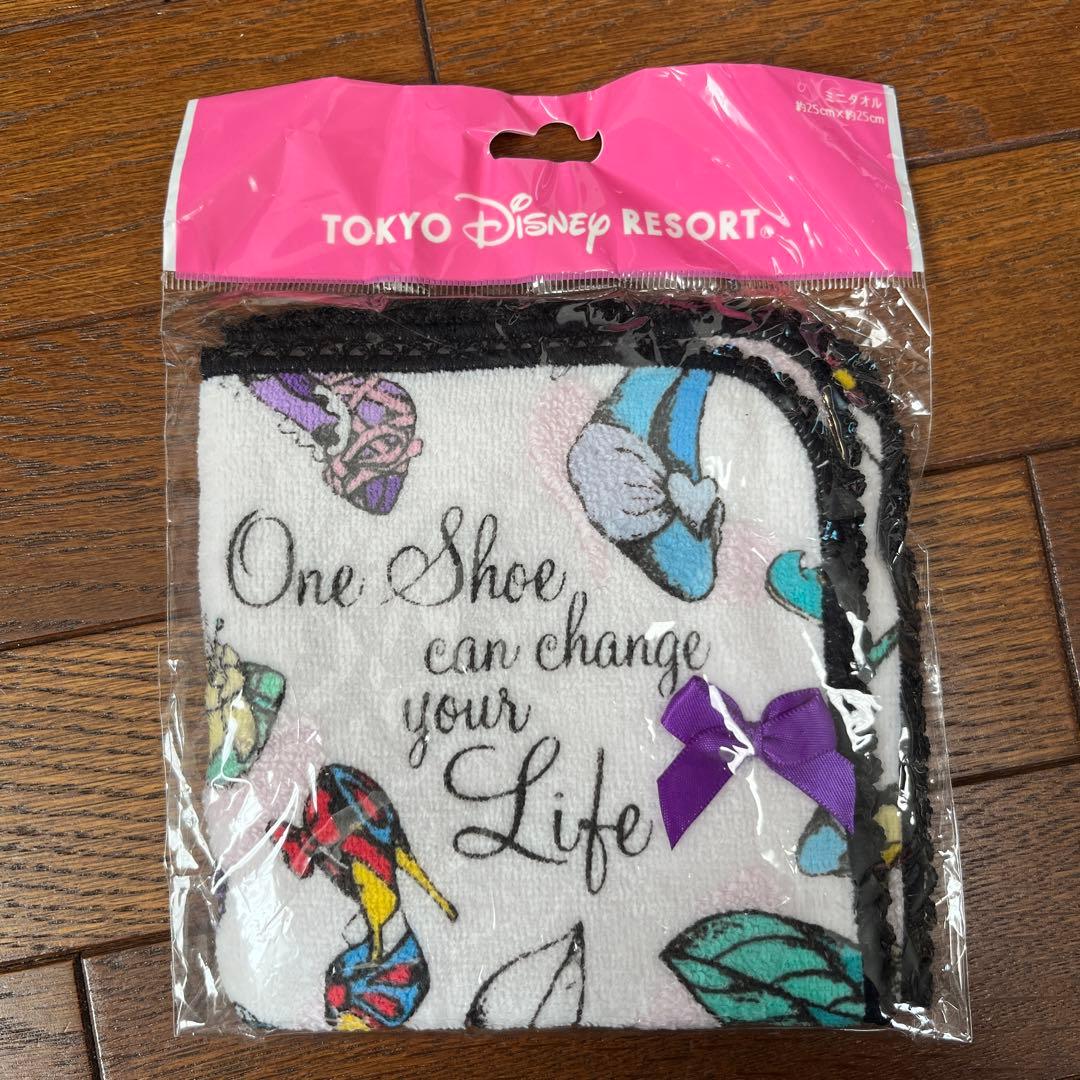 ミニタオル
約25cm×約25cm
TOKYO Disney RESORT®
One Shoe
can change
your
Life